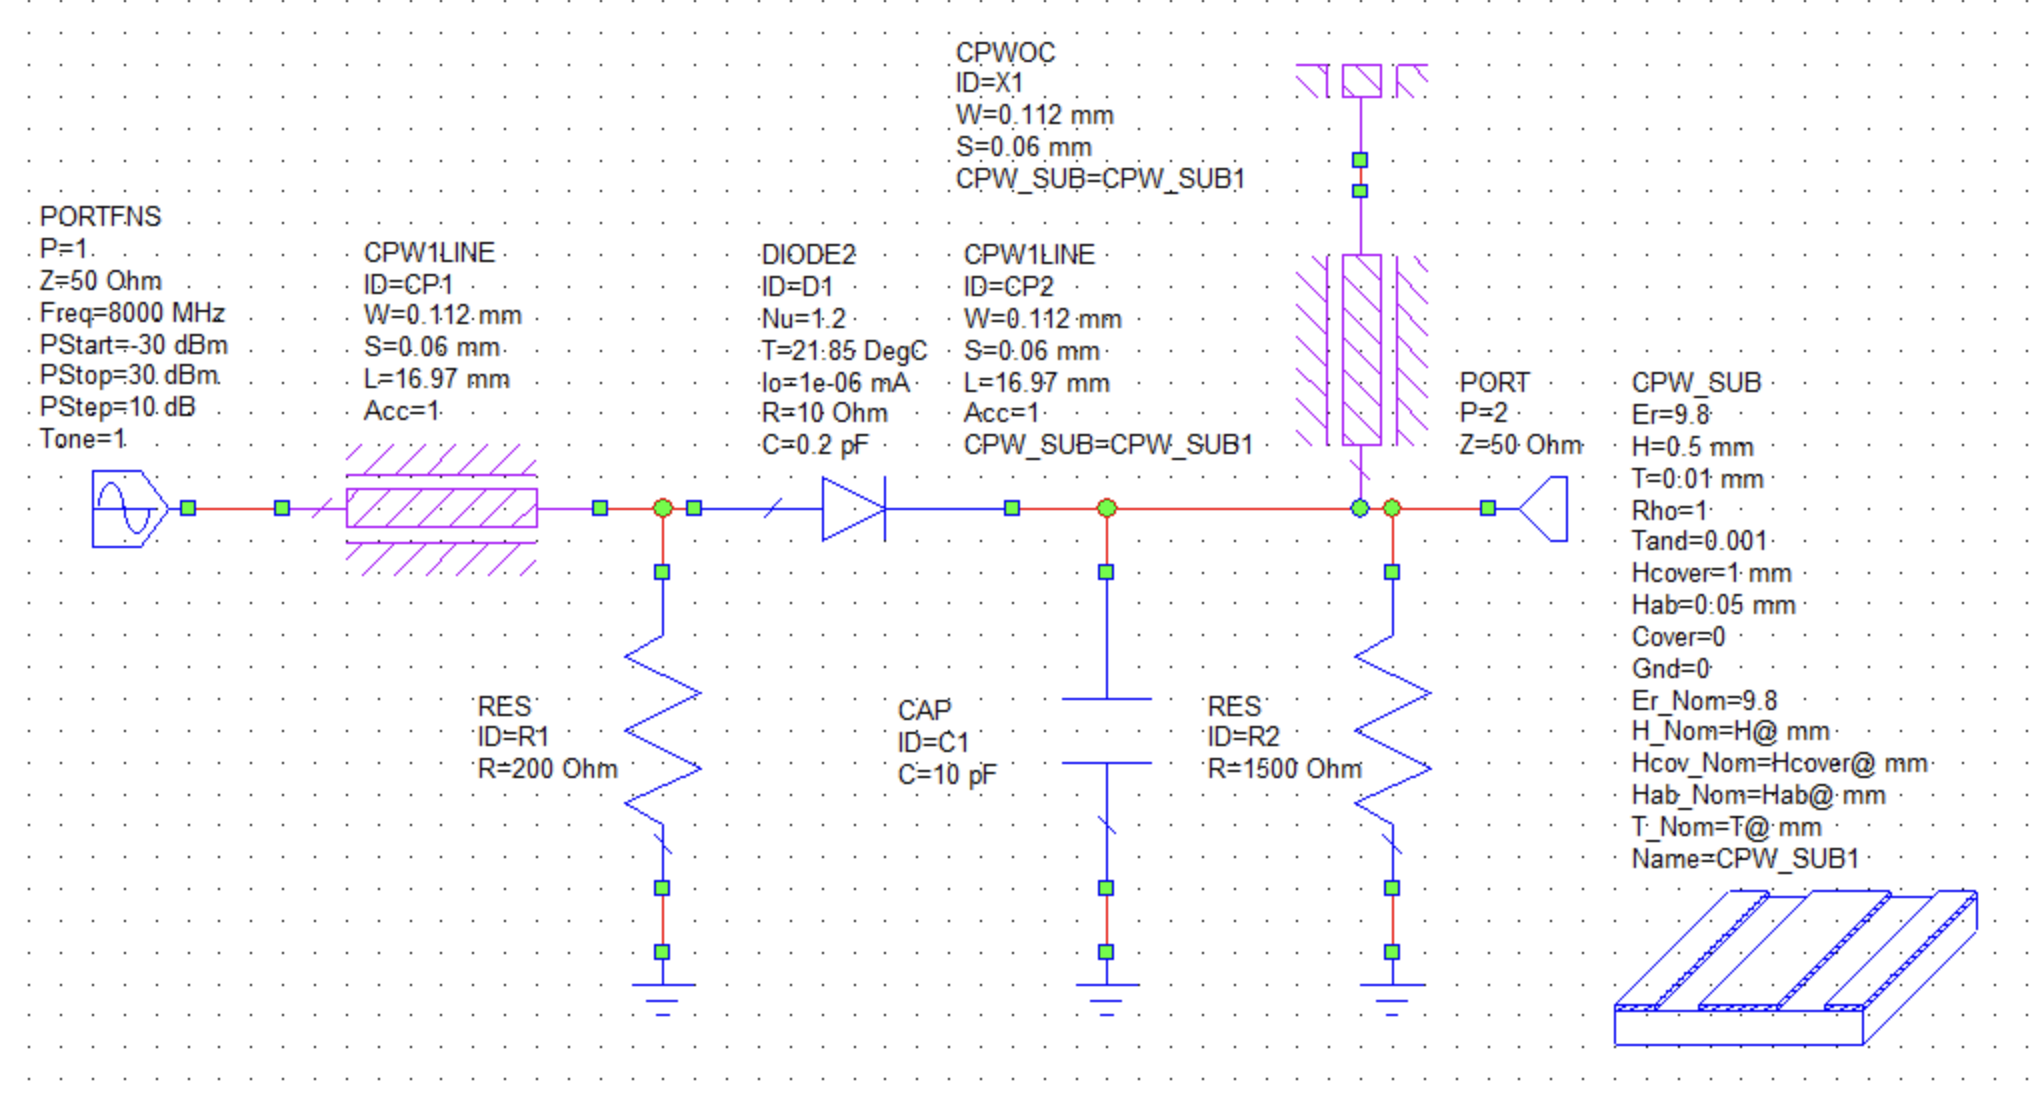 CPWOC
ID=X1
W=0.112 mm
S=0.06 mm
CPW_SUB=CPW_SUB1
PORTFNS
P=1
Z=50 Ohm
Freq=8000 MHz
PStart=-30 dBm
PStop=30 dBm
PStep=10 dB
Tone=1
CPW1LINE
ID=CP1
W=0.112 mm
S=0.06 mm
L=16.97 mm
Acc=1
DIODE2
ID=D1
Nu=1.2
T=21.85 DegC
Io=1e-06 mA
R=10 Ohm
C=0.2 pF
CPW1LINE
ID=CP2
W=0.112 mm
S=0.06 mm
L=16.97 mm
Acc=1
CPW_SUB=CPW_SUB1
PORT
P=2
Z=50 Ohm
CPW_SUB
Er=9.8
H=0.5 mm
T=0.01 mm
Rho=1
Tand=0.001
Hcover=1 mm
Hab=0.05 mm
Cover=0
Gnd=0
Er_Nom=9.8
H_Nom=H@ mm
Hcov_Nom=Hcover@ mm
Hab_Nom=Hab@ mm
T_Nom=T@ mm
Name=CPW_SUB1
RES
ID=R1
R=200 Ohm
CAP
ID=C1
C=10 pF
RES
ID=R2
R=1500 Ohm